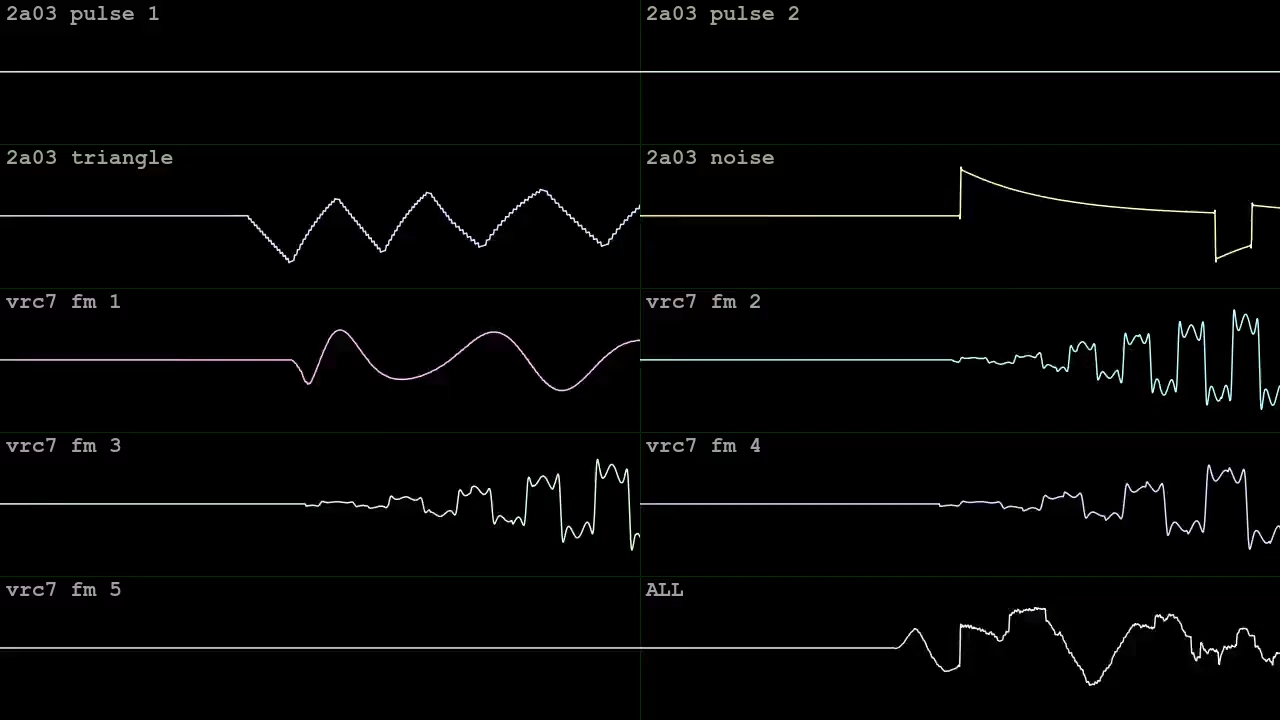 2a03 pulse 1
2a03 pulse 2
2a03 triangle
2a03 noise
vrc7 fm 1
vrc7 fm 2
vrc7 fm 3
vrc7 fm 4
vrc7 fm 5
ALL